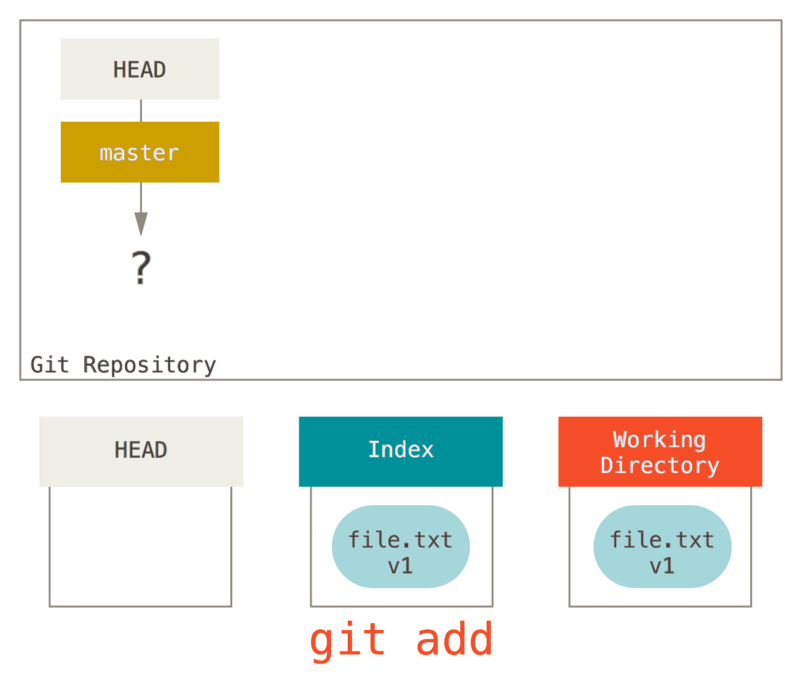 HEAD
master
?
Git Repository
HEAD
Index
Working
Directory
file.txt
v1
file.txt
v1
git add